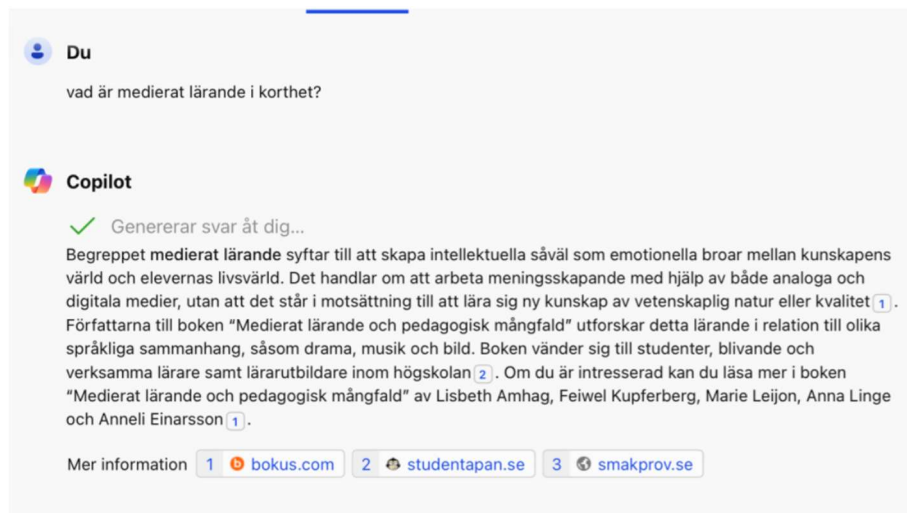 Du
vad är medierat lärande i korthet?
Copilot
Genererar svar åt dig...
Begreppet medierat lärande syftar till att skapa intellektuella såväl som emotionella broar mellan kunskapens
värld och elevernas livsvärld. Det handlar om att arbeta meningsskapande med hjälp av både analoga och
digitala medier, utan att det står i motsättning till att lära sig ny kunskap av vetenskaplig natur eller kvalitet 1 .
Författarna till boken “Medierat lärande och pedagogisk mångfald” utforskar detta lärande i relation till olika
språkliga sammanhang, såsom drama, musik och bild. Boken vänder sig till studenter, blivande och
verksamma lärare samt lärarutbildare inom högskolan 2 . Om du är intresserad kan du läsa mer i boken
“Medierat lärande och pedagogisk mångfald” av Lisbeth Amhag, Feiwel Kupferberg, Marie Leijon, Anna Linge
och Anneli Einarsson 1 .
Mer information 1 bokus.com 2 studentapan.se 3 smakprov.se